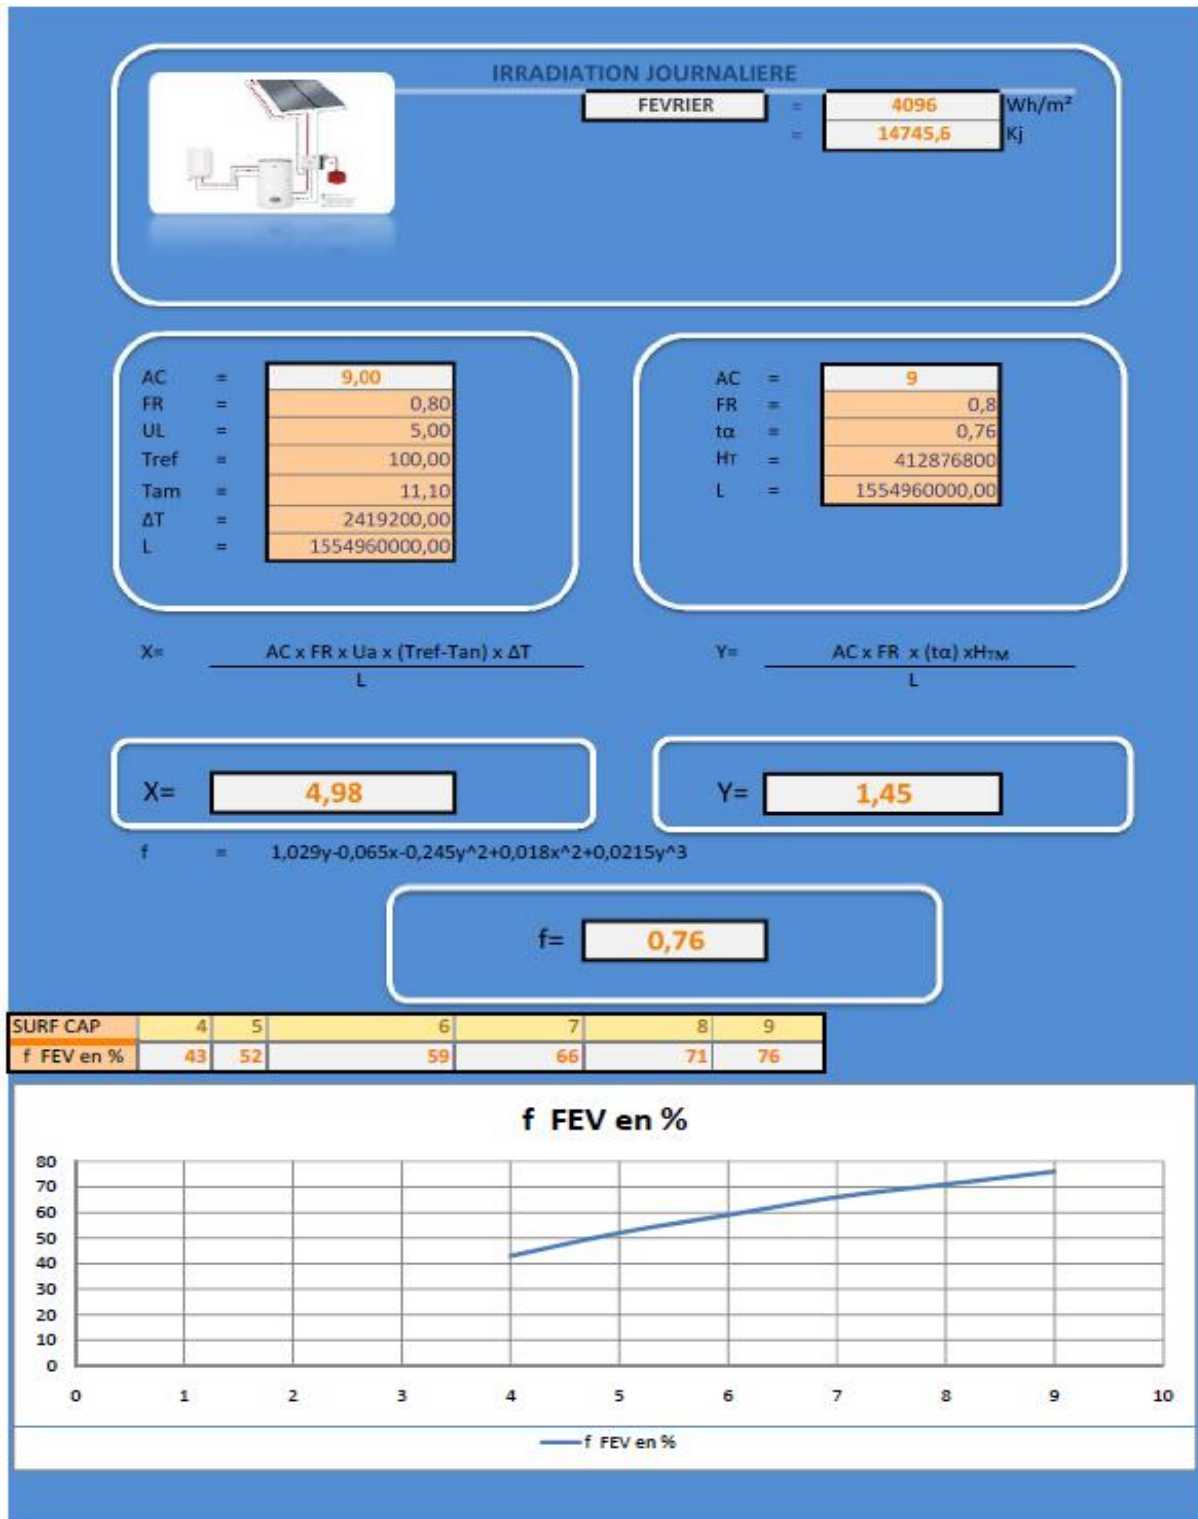 IRRADIATION JOURNALIERE
FEVRIER = 4096 Wh/m²
= 14745,6 Kj
AC = 9,00
FR = 0,80
UL = 5,00
Tref = 100,00
Tam = 11,10
ΔT = 2419200,00
L = 1554960000,00
AC = 9
FR = 0,8
tα = 0,76
HT = 412876800
L = 1554960000,00
X= AC x FR x Ua x (Tref-Tan) x ΔT
L
Y= AC x FR x (tα) xHTM
L
X= 4,98
Y= 1,45
f = 1,029y-0,065x-0,245y^2+0,018x^2+0,0215y^3
f= 0,76
SURF CAP 4 5 6 7 8 9
f FEV en % 43 52 59 66 71 76
f FEV en %
80
70
60
50
40
30
20
10
0
0 1 2 3 4 5 6 7 8 9 10
f FEV en %